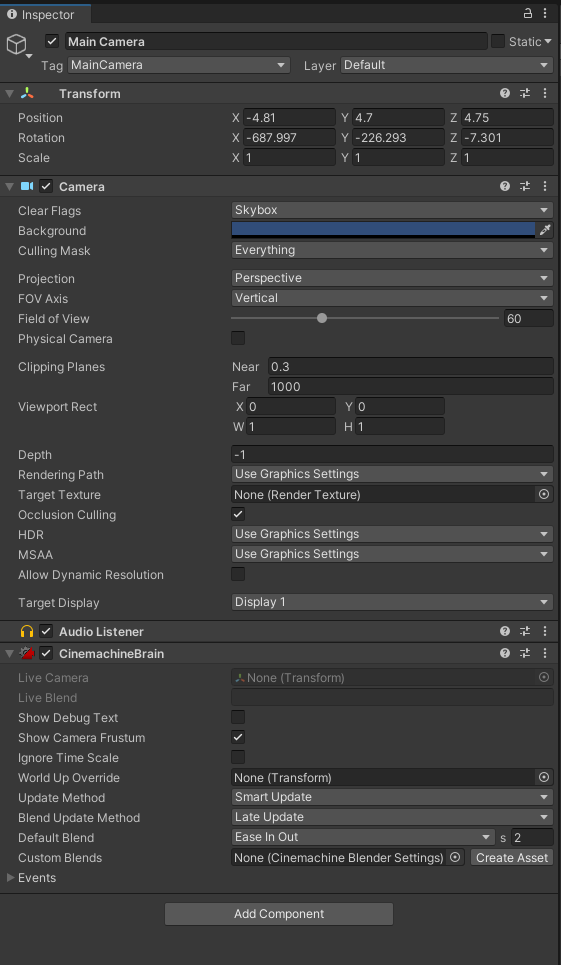 Inspector
Main Camera Static
Tag MainCamera Layer Default
Transform
Position X -4.81 Y 4.7 Z 4.75
Rotation X -687.997 Y -226.293 Z -7.301
Scale X 1 Y 1 Z 1
Camera
Clear Flags Skybox
Background
Culling Mask Everything
Projection Perspective
FOV Axis Vertical
Field of View 60
Physical Camera
Clipping Planes Near 0.3
Far 1000
Viewport Rect X 0 Y 0
W 1 H 1
Depth -1
Rendering Path Use Graphics Settings
Target Texture None (Render Texture)
Occlusion Culling
HDR Use Graphics Settings
MSAA Use Graphics Settings
Allow Dynamic Resolution
Target Display Display 1
Audio Listener
CinemachineBrain
Live Camera None (Transform)
Live Blend
Show Debug Text
Show Camera Frustum
Ignore Time Scale
World Up Override None (Transform)
Update Method Smart Update
Blend Update Method Late Update
Default Blend Ease In Out s 2
Custom Blends None (Cinemachine Blender Settings) Create Asset
Events
Add Component